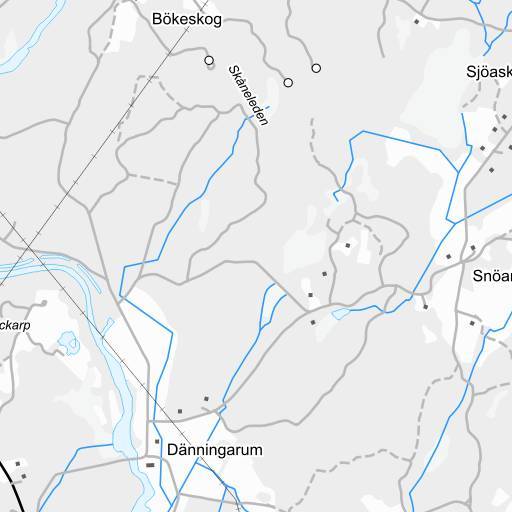 Bökeskog
Skåneleden
Sjöask
Snöar
ckarp
Dänningarum